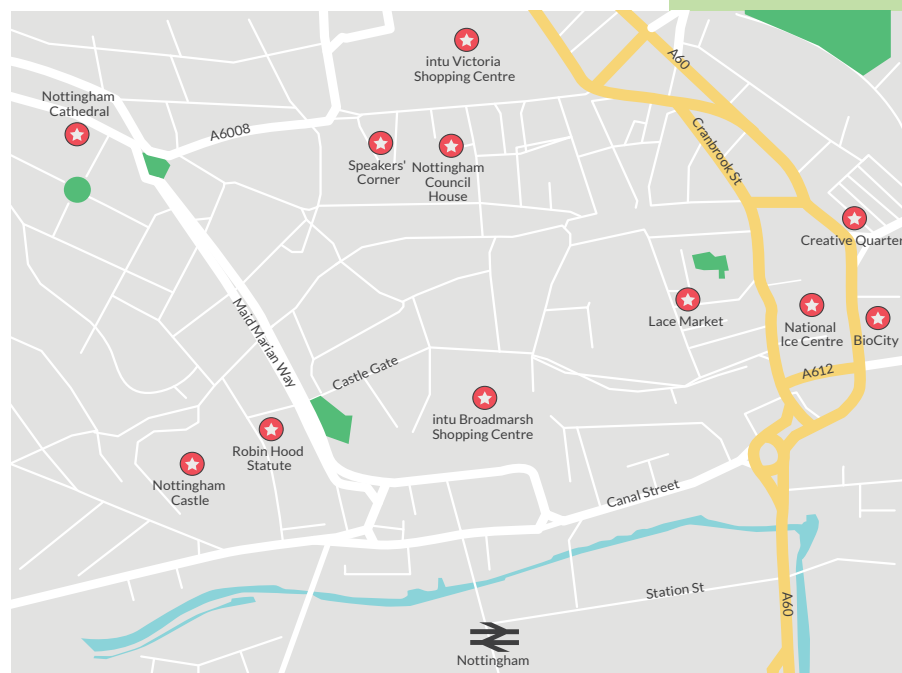 intu Victoria
Shopping Centre
A60
Nottingham
Cathedral
A6008
Cranbrook St
Speakers'
Corner
Nottingham
Council
House
Creative Quarter
Lace Market
National
Ice Centre
BioCity
Maid Marian Way
Castle Gate
A612
intu Broadmarsh
Shopping Centre
Robin Hood
Statute
Nottingham
Castle
Canal Street
Station St
A60
Nottingham